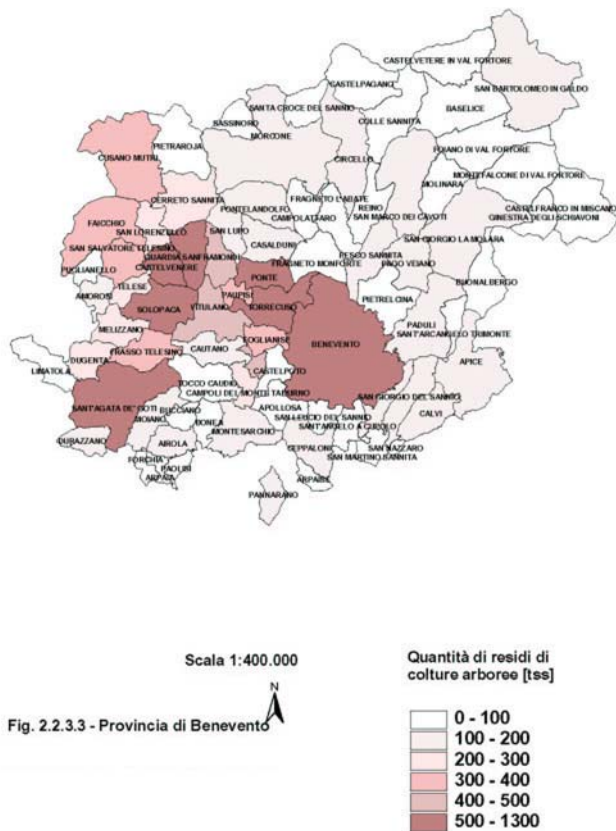 CASTELVETERE IN VAL FORTORE
CASTELPAGANO
SAN BARTOLOMEO IN GALDO
SANTA CROCE DEL SANNIO
BASELICE
SASSINORO
COLLE SANNITA
MORCONE
PIETRAROJA
CUSANO MUTRI
CIRCELLO
FOIANO DI VAL FORTORE
MONTEFALCONE DI VAL FORTORE
MOLINARA
CERRETO SANNITA
FRAGNETO L'ABATE
REINO
PONTELANDOLFO
CAMPOLATTARO
SAN MARCO DEI CAVOTI
CASTELFRANCO IN MISCANO
GINESTRA DEGLI SCHIAVONI
FAICCHIO
SAN LORENZELLO
SAN LUPO
SAN GIORGIO LA MOLARA
SAN SALVATORE TELESINO
CASALDUNI
PESCO SANNITA
GUARDIA SANFRAMONDI
FRAGNETO MONFORTE
PAGO VEIANO
PUGLIANELLO
CASTELVENERE
PONTE
BUONALBERGO
TELESE
AMOROSI
PAUPISI
PIETRELCINA
SOLOPACA
VITULANO
TORRECUSO
PADULI
MELIZZANO
SANT'ARCANGELO TRIMONTE
FOGLIANISE
BENEVENTO
CAUTANO
DUGENTA
FRASSO TELESINO
APICE
LIMATOLA
CASTELPOTO
TOCCO CAUDIO
CAMPOLI DEL MONTE TABURNO
SAN GIORGIO DEL SANNIO
SANT'AGATA DE' GOTI
BUCCIANO
APOLLOSA
CALVI
MOIANO
BONEA
SAN LEUCIO DEL SANNIO
SANT'ANGELO A CUPOLO
MONTESARCHIO
DURAZZANO
AIROLA
SAN NAZZARO
CEPPALONI
SAN MARTINO SANNITA
FORCHIA
PAOLISI
ARPAIA
ARPAISE
PANNARANO
Scala 1:400.000
N
Fig. 2.2.3.3 - Provincia di Benevento
Quantità di residi di
colture arboree [tss]
0 - 100
100 - 200
200 - 300
300 - 400
400 - 500
500 - 1300